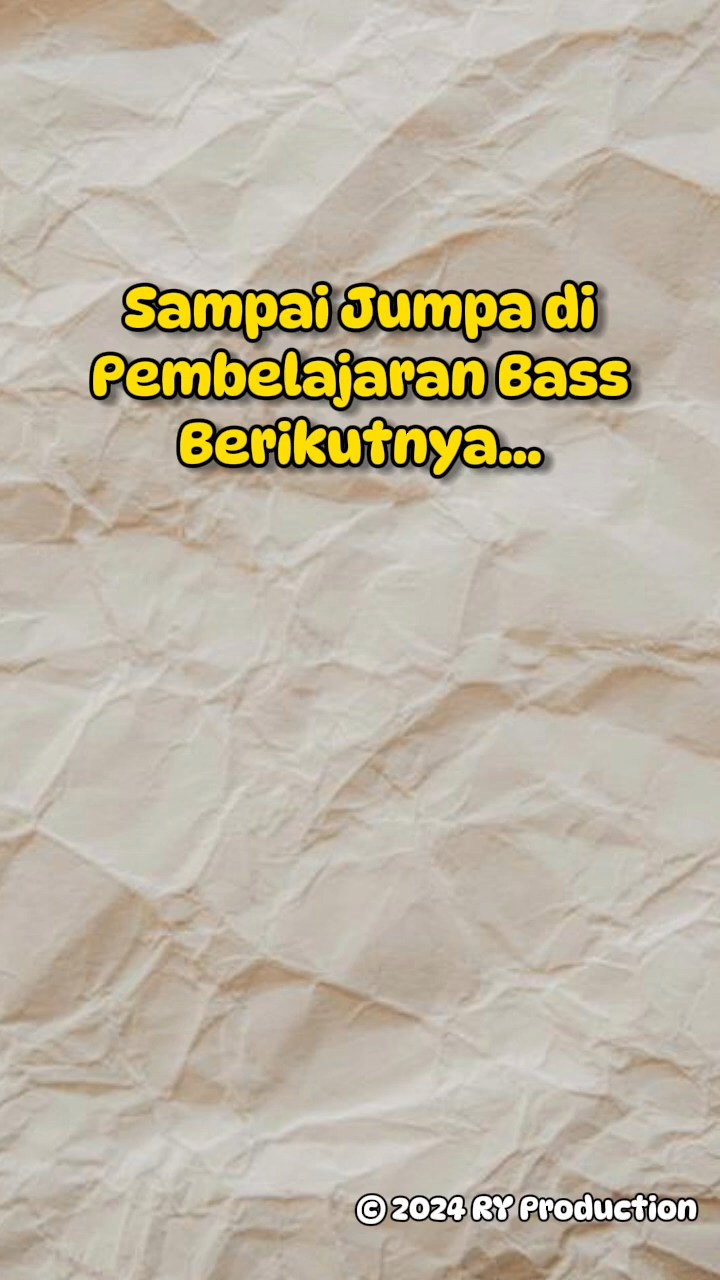 Sampai Jumpa di
Pembelajaran Bass
Berikutnya...
© 2024 RY Production